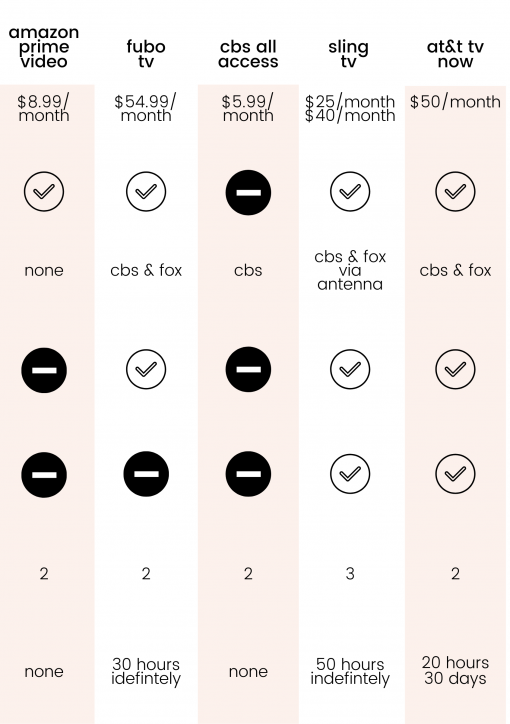 amazon prime video
fubo tv
cbs all access
sling tv
at&t tv now
$8.99/ month
$54.99/ month
$5.99/ month
$25/month $40/month
$50/month
none
cbs & fox
cbs
cbs & fox via antenna
cbs & fox
2
2
2
3
2
none
30 hours idefintely
none
50 hours indefintely
20 hours 30 days